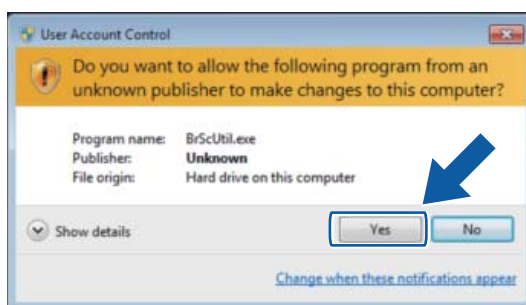 User Account Control
Do you want to allow the following program from an
unknown publisher to make changes to this computer?
Program name: BrScUtil.exe
Publisher: Unknown
File origin: Hard drive on this computer
Show details Yes No
Change when these notifications appear